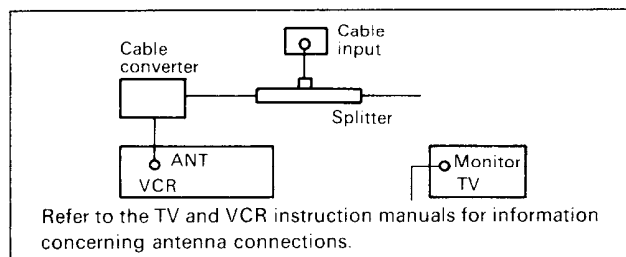 Cable
input
Cable
converter
Splitter
ANT
VCR
Monitor
TV
Refer to the TV and VCR instruction manuals for information
concerning antenna connections.